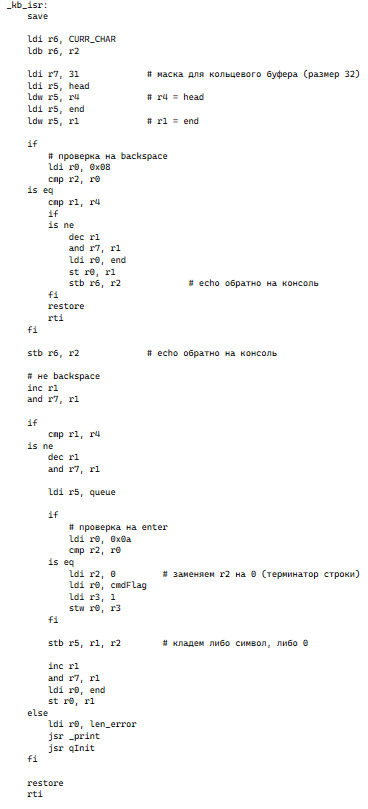 _kb_isr:
    save

    ldi r6, CURR_CHAR
    ldb r6, r2

    ldi r7, 31             # маска для кольцевого буфера (размер 32)
    ldi r5, head
    ldw r5, r4             # r4 = head
    ldi r5, end
    ldw r5, r1             # r1 = end

    if
        # проверка на backspace
        ldi r0, 0x08
        cmp r2, r0
    is eq
        cmp r1, r4
        if
        is ne
            dec r1
            and r7, r1
            ldi r0, end
            st r0, r1
            stb r6, r2             # echo обратно на консоль
        fi
        restore
        rti
    fi

    stb r6, r2             # echo обратно на консоль

    # не backspace
    inc r1
    and r7, r1

    if
        cmp r1, r4
    is ne
        dec r1
        and r7, r1

        ldi r5, queue

        if
            # проверка на enter
            ldi r0, 0x0a
            cmp r2, r0
        is eq
            ldi r2, 0         # заменяем r2 на 0 (терминатор строки)
            ldi r0, cmdFlag
            ldi r3, 1
            stw r0, r3
        fi

        stb r5, r1, r2        # кладем либо символ, либо 0

        inc r1
        and r7, r1
        ldi r0, end
        st r0, r1
    else
        ldi r0, len_error
        jsr _print
        jsr qInit
    fi

    restore
    rti